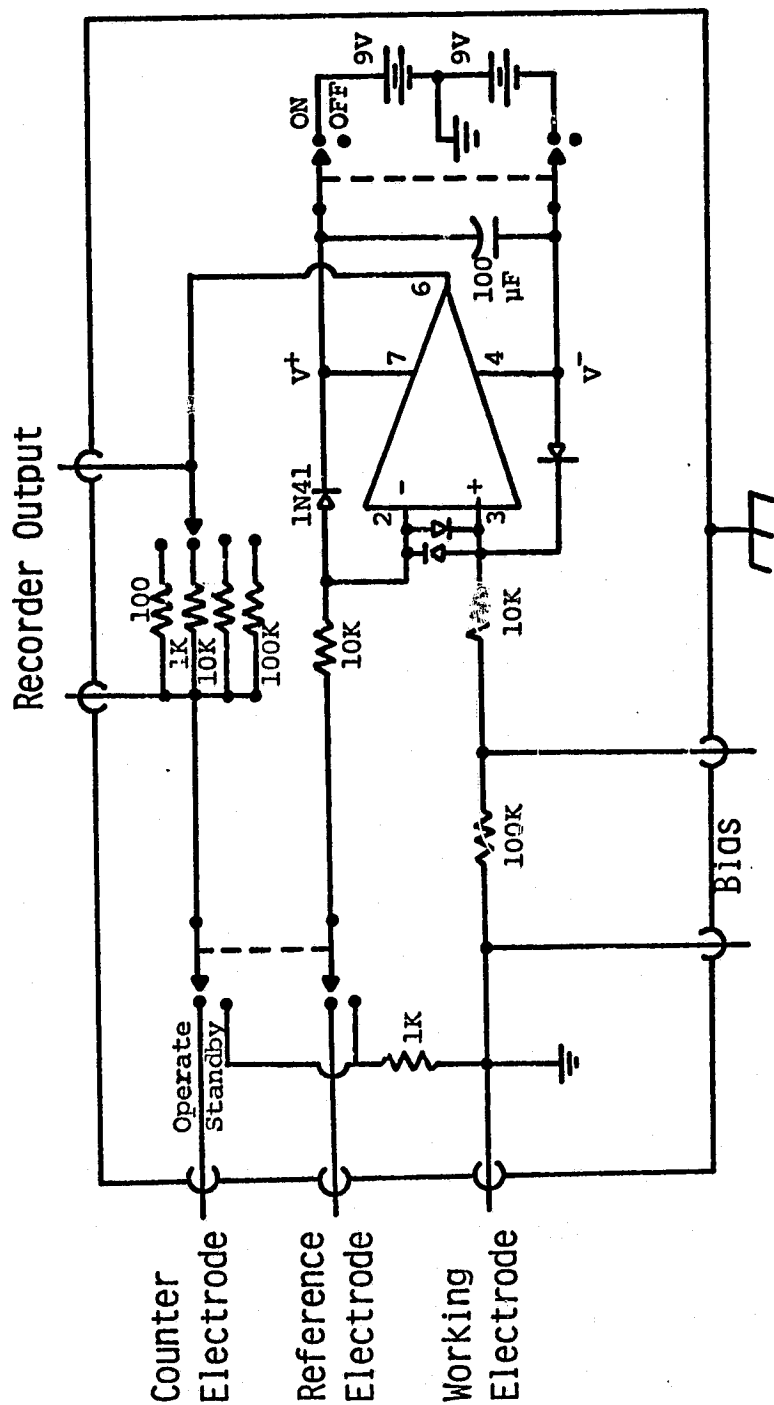 Recorder Output
Counter
Electrode
Reference
Electrode
Working
Electrode
Operate
Standby
100
1K
10K
100K
1N41
10K
10K
100K
1K
Bias
V+
V-
2
3
-
+
7
4
6
100
µF
ON
OFF
9V
9V